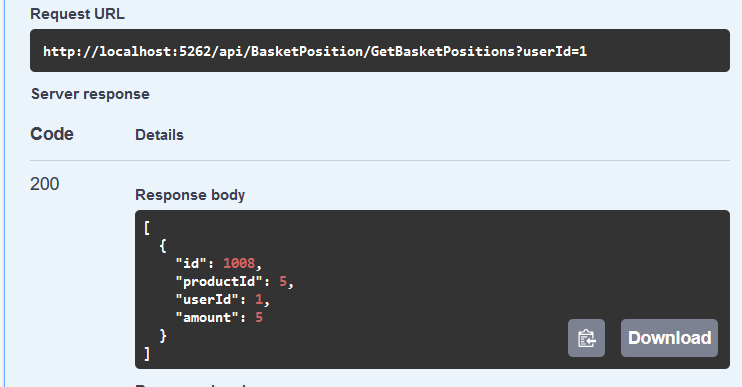 Request URL
http://localhost:5262/api/BasketPosition/GetBasketPositions?userId=1
Server response
Code Details
200
Response body
[
  {
    "id": 1008,
    "productId": 5,
    "userId": 1,
    "amount": 5
  }
]
Download